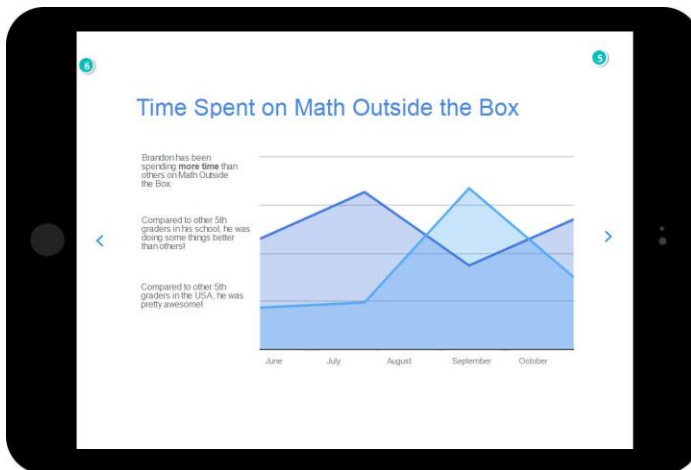 6
5
Time Spent on Math Outside the Box
Brandon has been
spending more time than
others on Math Outside
the Box
Compared to other 5th
graders in his school, he was
doing some things better
than others!
Compared to other 5th
graders in the USA, he was
pretty awesome!
June July August September October